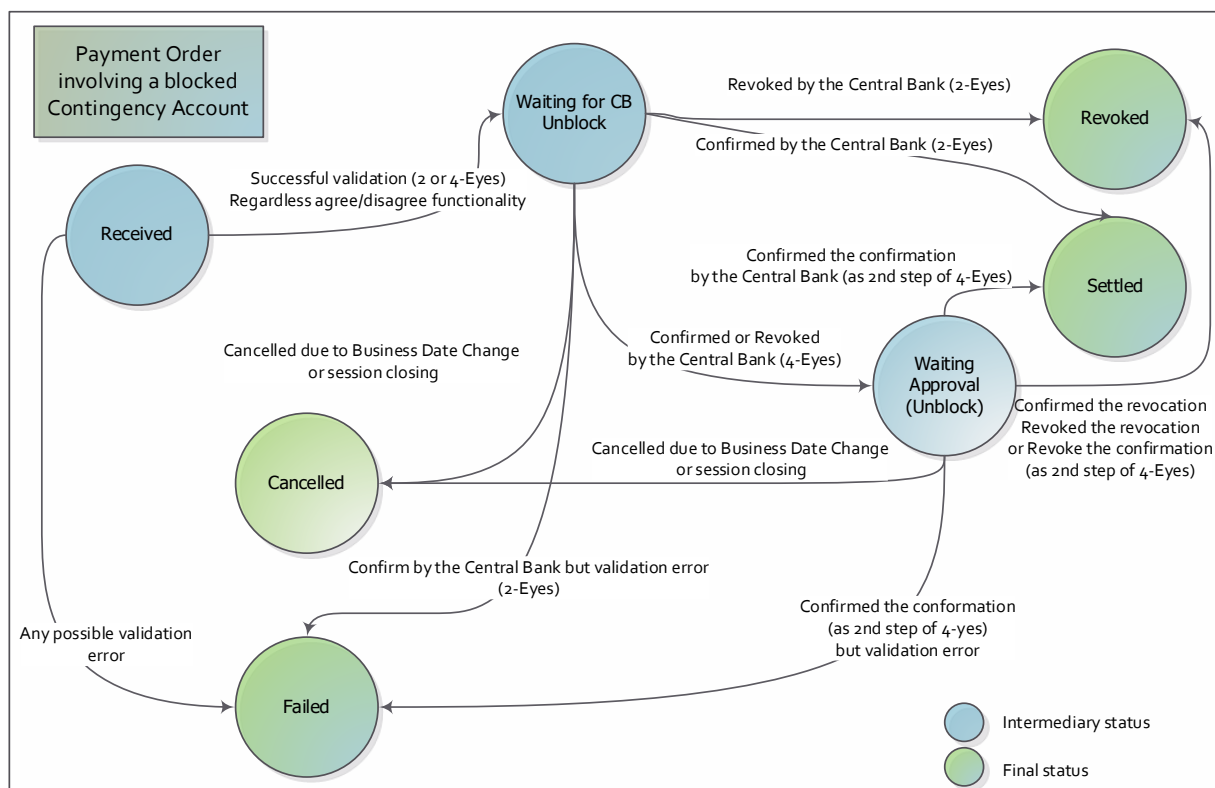 Payment Order
involving a blocked
Contingency Account
Waiting for CB
Unblock
Revoked by the Central Bank (2-Eyes)
Revoked
Confirmed by the Central Bank (2-Eyes)
Successful validation (2 or 4-Eyes)
Regardless agree/disagree functionality
Received
Confirmed the confirmation
by the Central Bank (as 2nd step of 4-Eyes)
Settled
Cancelled due to Business Date Change
or session closing
Confirmed or Revoked
by the Central Bank (4-Eyes)
Waiting
Approval
(Unblock)
Confirmed the revocation
Revoked the revocation
or Revoke the confirmation
(as 2nd step of 4-Eyes)
Cancelled due to Business Date Change
or session closing
Cancelled
Confirm by the Central Bank but validation error
(2-Eyes)
Confirmed the conformation
(as 2nd step of 4-yes)
but validation error
Any possible validation
error
Failed
Intermediary status
Final status